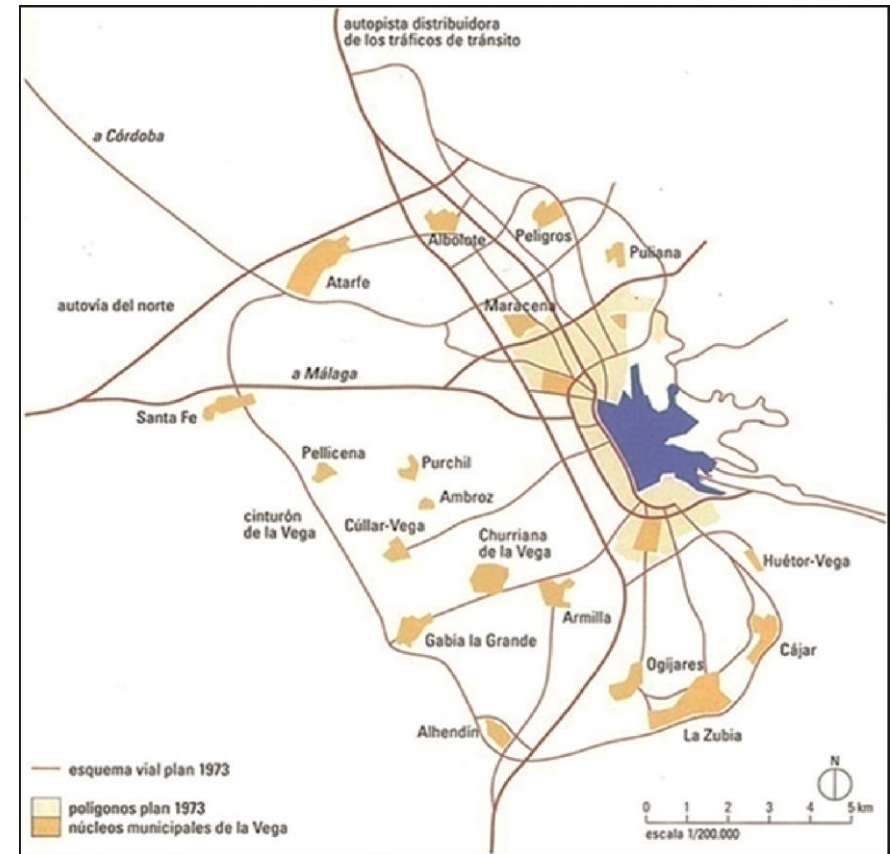 autopista distribuidora
de los tráficos de tránsito
a Córdoba
Albolote
Peligros
Puliana
Atarfe
autovía del norte
Maracena
a Málaga
Santa Fe
Pellicena
Purchil
Ambroz
cinturón
de la Vega
Cúllar-Vega
Churriana
de la Vega
Huétor-Vega
Armilla
Gabia la Grande
Ogíjares
Cájar
Alhendín
La Zubia
esquema vial plan 1973
polígonos plan 1973
núcleos municipales de la Vega
N
0 1 2 3 4 5 km
escala 1/200.000